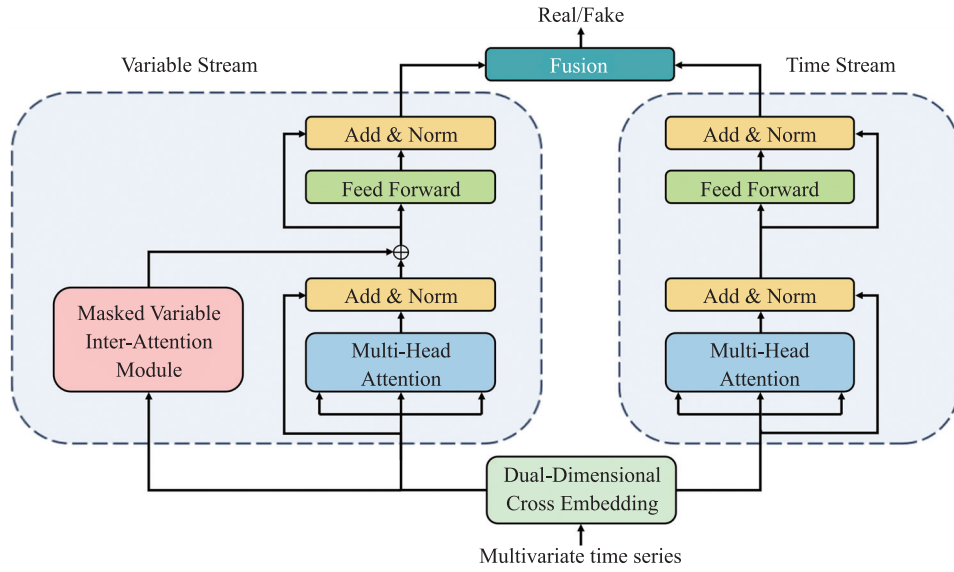 Real/Fake
Variable Stream
Fusion
Time Stream
Add & Norm
Add & Norm
Feed Forward
Feed Forward
Add & Norm
Add & Norm
Masked Variable
Inter-Attention
Module
Multi-Head
Attention
Multi-Head
Attention
Dual-Dimensional
Cross Embedding
Multivariate time series